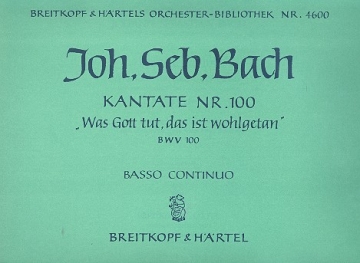 BREITKOPF & HÄRTELS ORCHESTER-BIBLIOTHEK NR. 4600
Joh. Seb. Bach
KANTATE NR. 100
„Was Gott tut, das ist wohlgetan"
BWV 100
BASSO CONTINUO
BREITKOPF & HÄRTEL